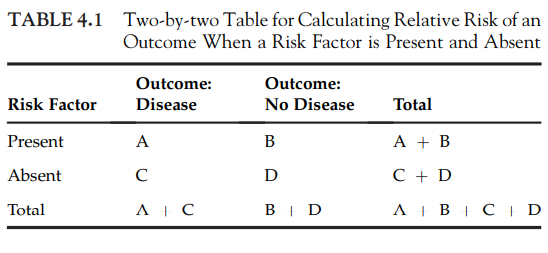 TABLE 4.1 Two-by-two Table for Calculating Relative Risk of an
Outcome When a Risk Factor is Present and Absent
Outcome: Outcome:
Risk Factor Disease No Disease Total
Present A B A + B
Absent C D C + D
Total A + C B + D A + B + C + D